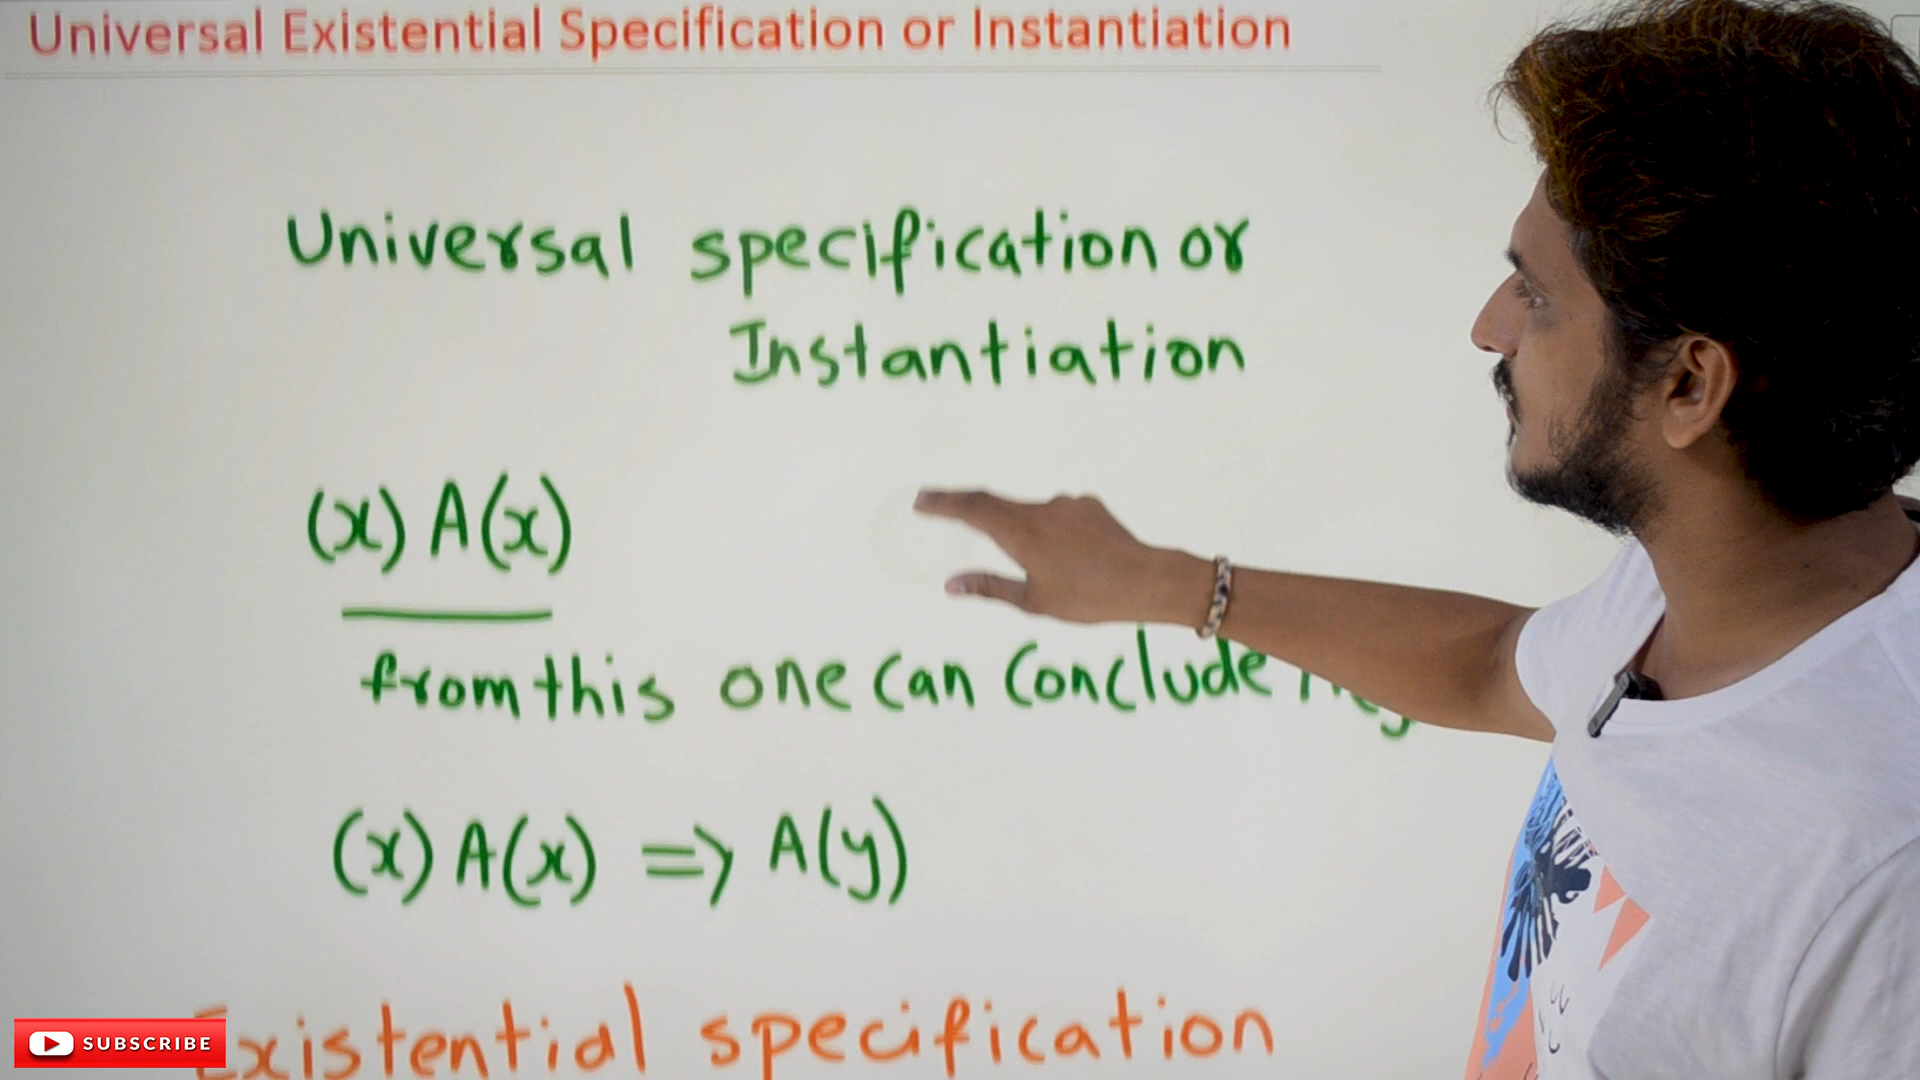 Universal Existential Specification or Instantiation
Universal specification or
Instantiation
(x) A(x)
from this one can conclude
(x) A(x) => A(y)
Existential specification
SUBSCRIBE